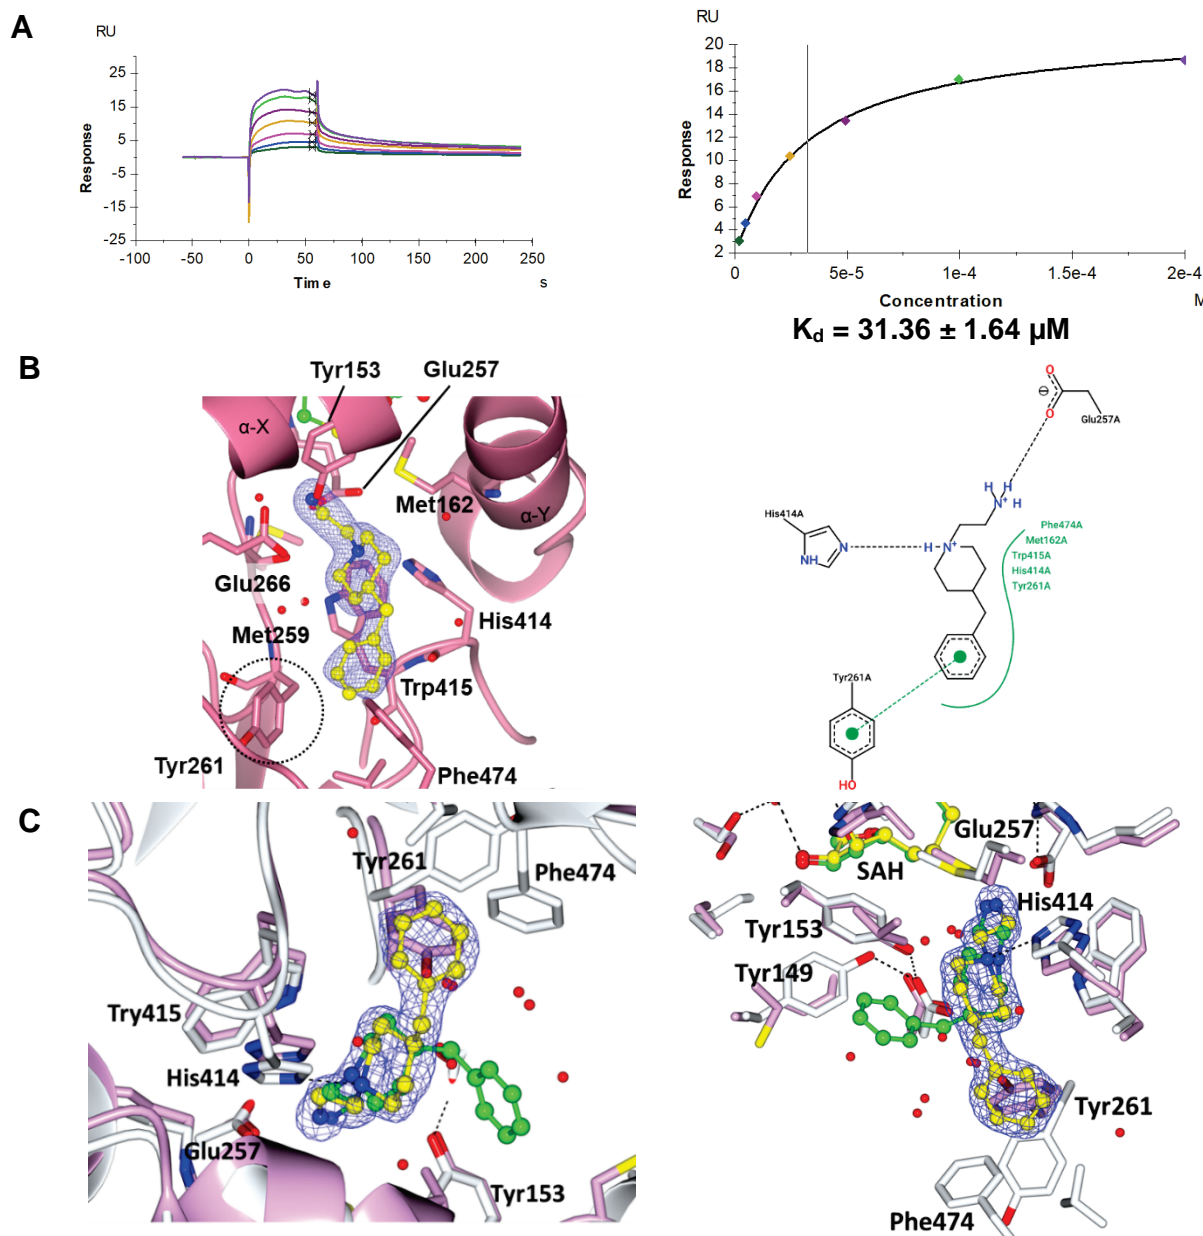 A
RU
25
15
5
-5
-15
-25
Response
-100
-50
0
50
100
150
200
250
Time
s
RU
20
18
16
14
12
10
8
6
4
2
Response
0
5e-5
1e-4
1.5e-4
2e-4
Concentration
M
Kd = 31.36 ± 1.64 µM
B
Tyr153
Glu257
α-X
Met162
α-Y
Glu266
His414
Met259
Trp415
Tyr261
Phe474
O
⊖
O
Glu257A
H
H
N+
H
His414A
N
NH
H
N+
Phe474A
Met162A
Trp415A
His414A
Tyr261A
Tyr261A
HO
C
Tyr261
Phe474
Try415
His414
Glu257
Tyr153
Glu257
SAH
His414
Tyr153
Tyr149
Tyr261
Phe474